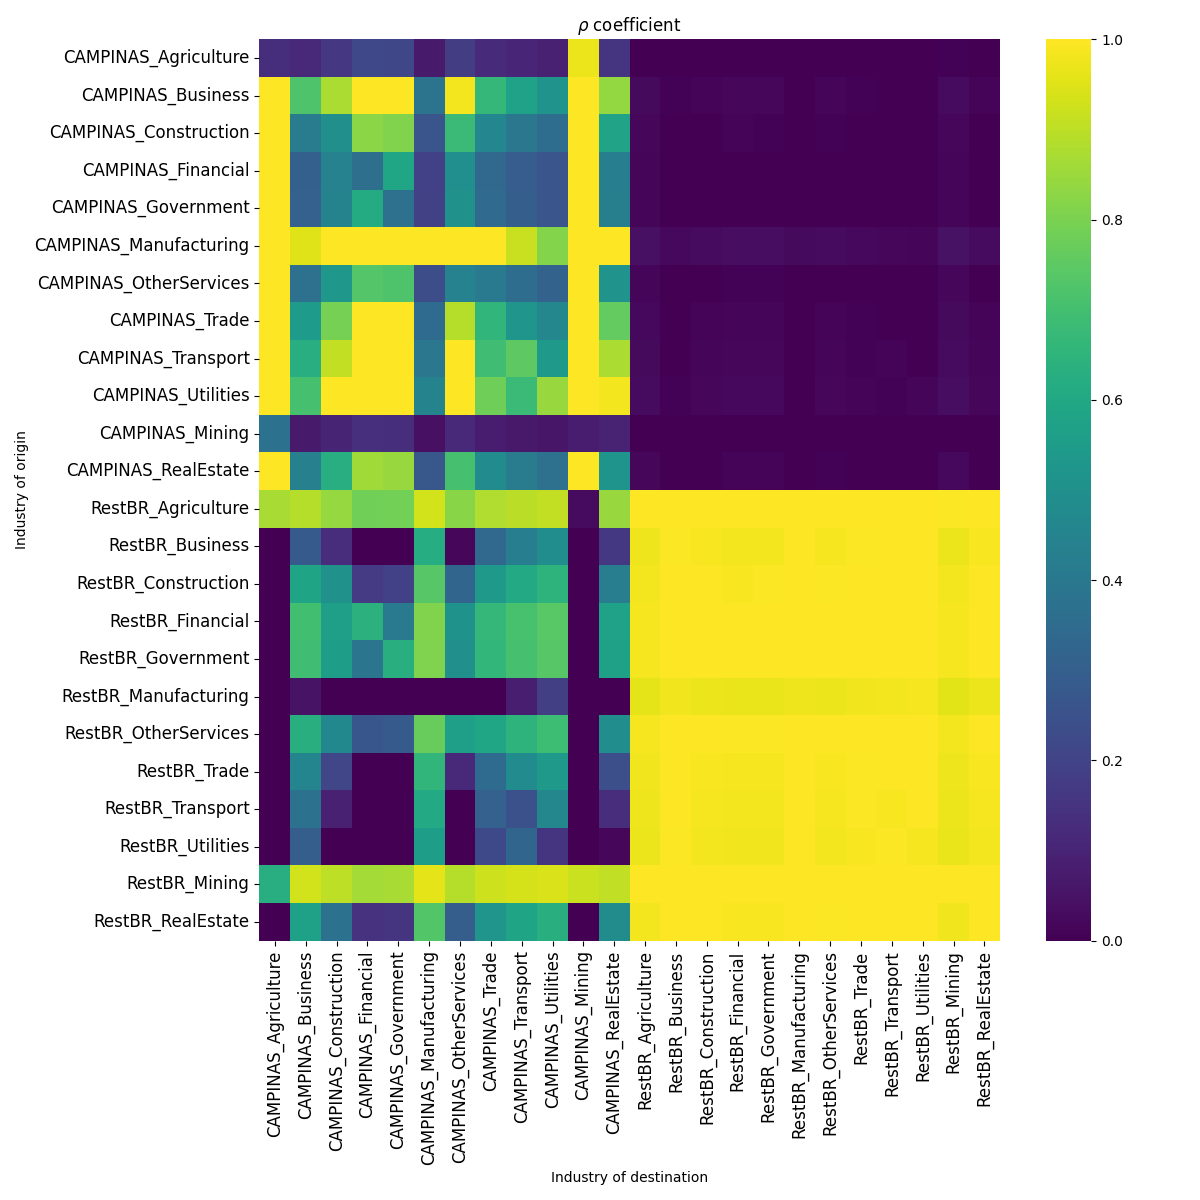 ρ coefficient
CAMPINAS_Agriculture
CAMPINAS_Business
CAMPINAS_Construction
CAMPINAS_Financial
CAMPINAS_Government
CAMPINAS_Manufacturing
CAMPINAS_OtherServices
CAMPINAS_Trade
CAMPINAS_Transport
CAMPINAS_Utilities
CAMPINAS_Mining
CAMPINAS_RealEstate
RestBR_Agriculture
RestBR_Business
RestBR_Construction
RestBR_Financial
RestBR_Government
RestBR_Manufacturing
RestBR_OtherServices
RestBR_Trade
RestBR_Transport
RestBR_Utilities
RestBR_Mining
RestBR_RealEstate
Industry of origin
CAMPINAS_Agriculture
CAMPINAS_Business
CAMPINAS_Construction
CAMPINAS_Financial
CAMPINAS_Government
CAMPINAS_Manufacturing
CAMPINAS_OtherServices
CAMPINAS_Trade
CAMPINAS_Transport
CAMPINAS_Utilities
CAMPINAS_Mining
CAMPINAS_RealEstate
RestBR_Agriculture
RestBR_Business
RestBR_Construction
RestBR_Financial
RestBR_Government
RestBR_Manufacturing
RestBR_OtherServices
RestBR_Trade
RestBR_Transport
RestBR_Utilities
RestBR_Mining
RestBR_RealEstate
Industry of destination
1.0
0.8
0.6
0.4
0.2
0.0